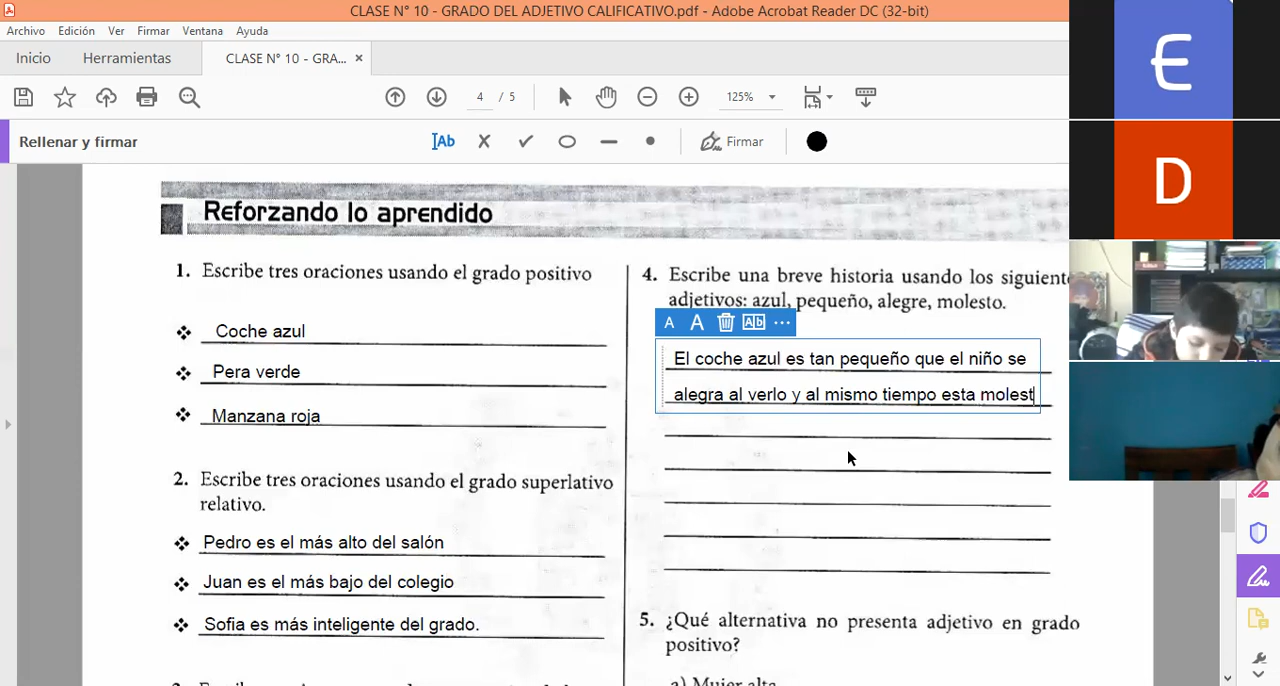 CLASE N° 10 - GRADO DEL ADJETIVO CALIFICATIVO.pdf - Adobe Acrobat Reader DC (32-bit)
Archivo Edición Ver Firmar Ventana Ayuda
Inicio Herramientas CLASE N° 10 - GRA... ×
4 / 5 125%
Rellenar y firmar Ab Firmar
Reforzando lo aprendido
1. Escribe tres oraciones usando el grado positivo
Coche azul
Pera verde
Manzana roja
2. Escribe tres oraciones usando el grado superlativo
relativo.
Pedro es el más alto del salón
Juan es el más bajo del colegio
Sofia es más inteligente del grado.
4. Escribe una breve historia usando los
adjetivos: azul, pequeño, alegre, molesto.
A A Ab ...
El coche azul es tan pequeño que el niño se
alegra al verlo y al mismo tiempo esta molest
5. ¿Qué alternativa no presenta adjetivo en grado
positivo?
a) Mujer alta
E
D